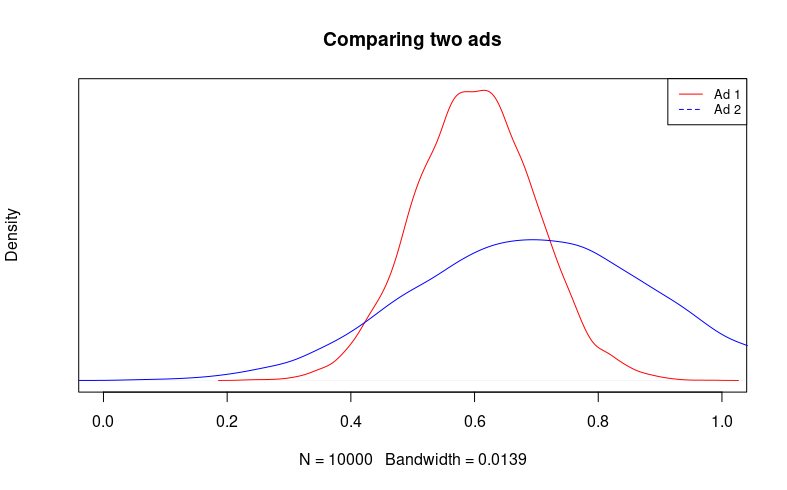 Comparing two ads
Ad 1
Ad 2
Density
0.0 0.2 0.4 0.6 0.8 1.0
N = 10000 Bandwidth = 0.0139